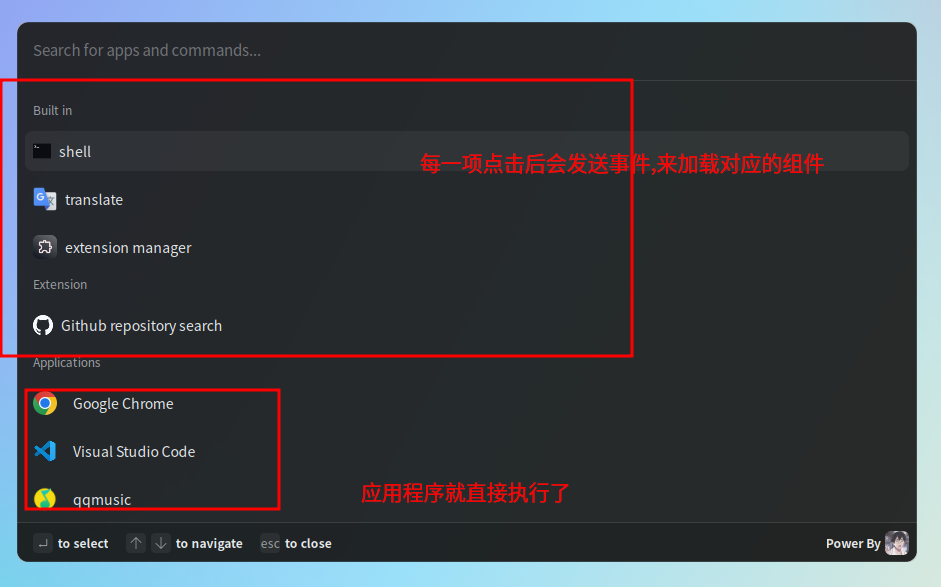 Search for apps and commands...
Built in
shell
每一项点击后会发送事件,来加载对应的组件
translate
extension manager
Extension
Github repository search
Applications
Google Chrome
Visual Studio Code
应用程序就直接执行了
qqmusic
↵ to select ↑ ↓ to navigate esc to close Power By